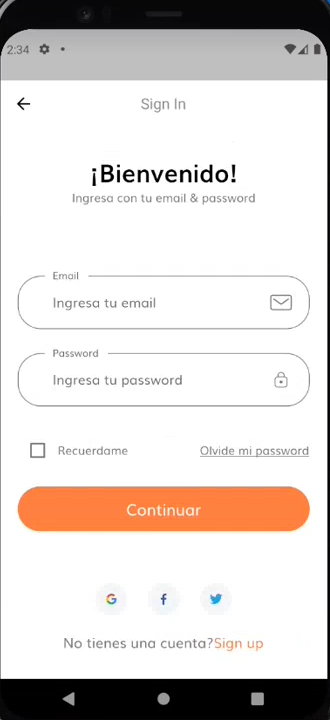 2:34
Sign In
¡Bienvenido!
Ingresa con tu email & password
Email
Ingresa tu email
Password
Ingresa tu password
Recuerdame Olvide mi password
Continuar
No tienes una cuenta?Sign up